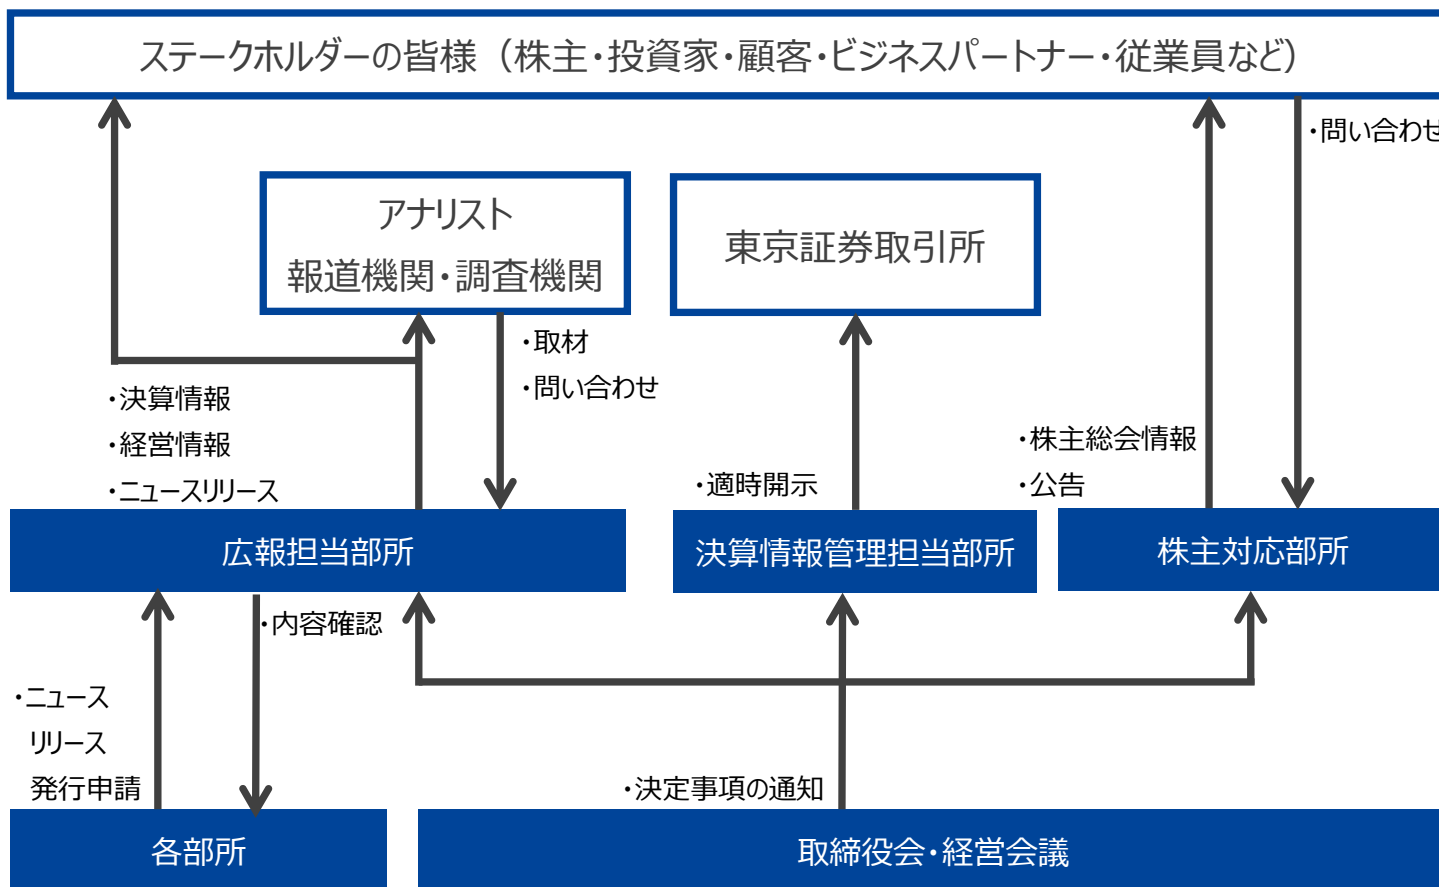 ステークホルダーの皆様（株主・投資家・顧客・ビジネスパートナー・従業員など）
・問い合わせ
アナリスト
報道機関・調査機関
東京証券取引所
・取材
・問い合わせ
・決算情報
・経営情報
・ニュースリリース
・適時開示
・株主総会情報
・公告
広報担当部所
決算情報管理担当部所
株主対応部所
・内容確認
・ニュース
リリース
発行申請
・決定事項の通知
各部所
取締役会・経営会議